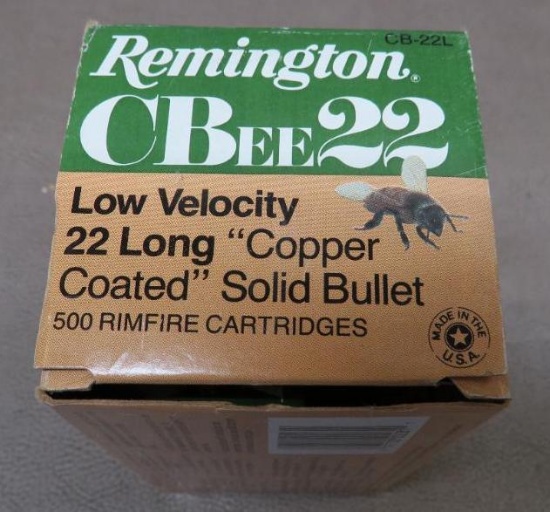 CB-22L
Remington®
CBEE22
Low Velocity
22 Long "Copper
Coated" Solid Bullet
500 RIMFIRE CARTRIDGES
MADE IN THE
U.S.A.